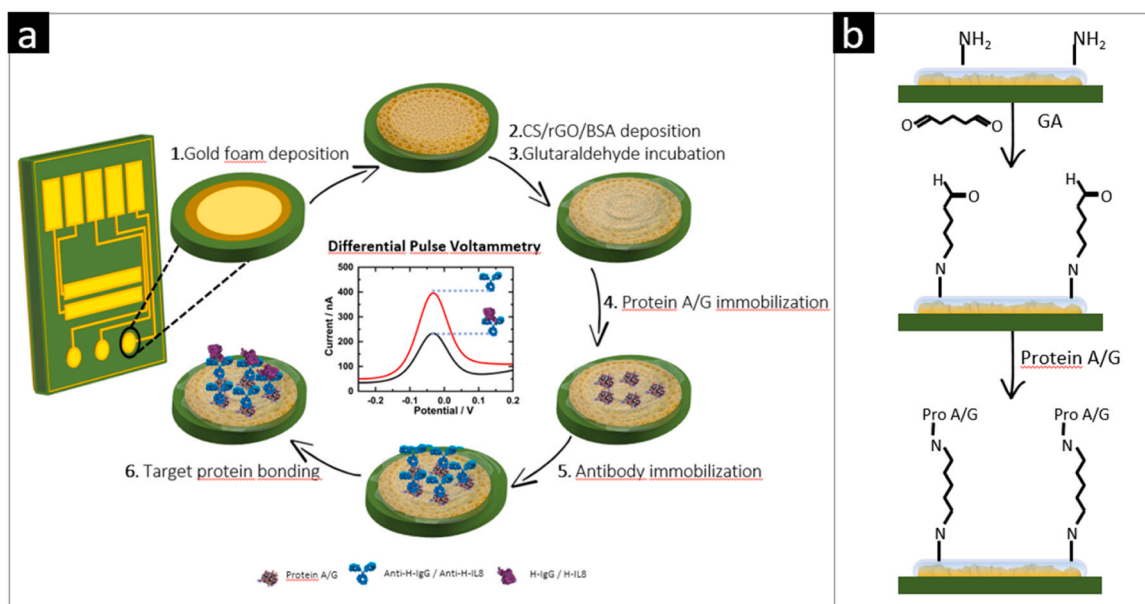 a
1.Gold foam deposition
2.CS/rGO/BSA deposition
3.Glutaraldehyde incubation
Differential Pulse Voltammetry
500
400
300
200
100
0
Current / nA
-0.2
-0.1
0.0
0.1
0.2
Potential / V
4. Protein A/G immobilization
5. Antibody immobilization
6. Target protein bonding
Protein A/G
Anti-H-IgG / Anti-H-IL8
H-IgG / H-IL8
b
NH2
NH2
O
O
GA
H
O
H
O
N
N
Protein A/G
Pro A/G
Pro A/G
N
N
N
N